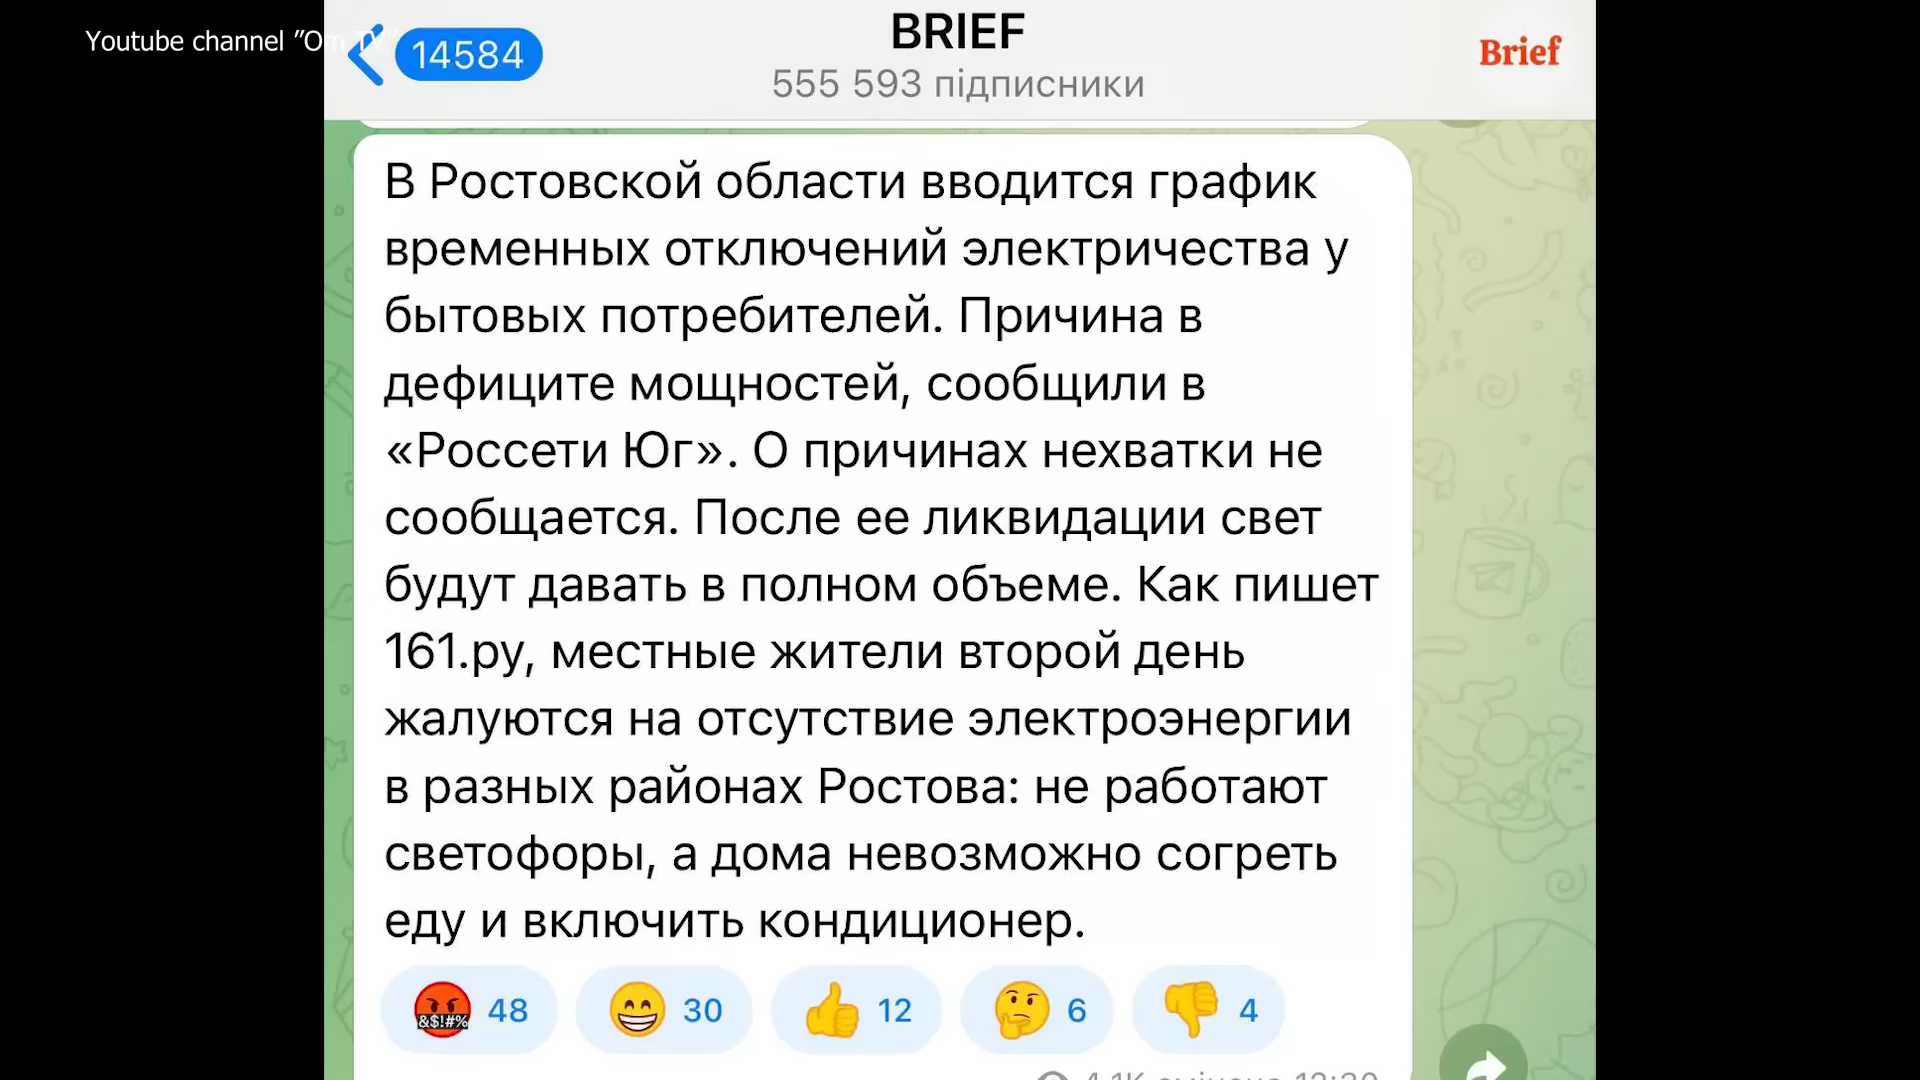 Youtube channel "Om TV"
14584
BRIEF
555 593 підписники
Brief
В Ростовской области вводится график
временных отключений электричества у
бытовых потребителей. Причина в
дефиците мощностей, сообщили в
«Россети Юг». О причинах нехватки не
сообщается. После ее ликвидации свет
будут давать в полном объеме. Как пишет
161.ру, местные жители второй день
жалуются на отсутствие электроэнергии
в разных районах Ростова: не работают
светофоры, а дома невозможно согреть
еду и включить кондиционер.
&$!#%
48
30
12
6
4